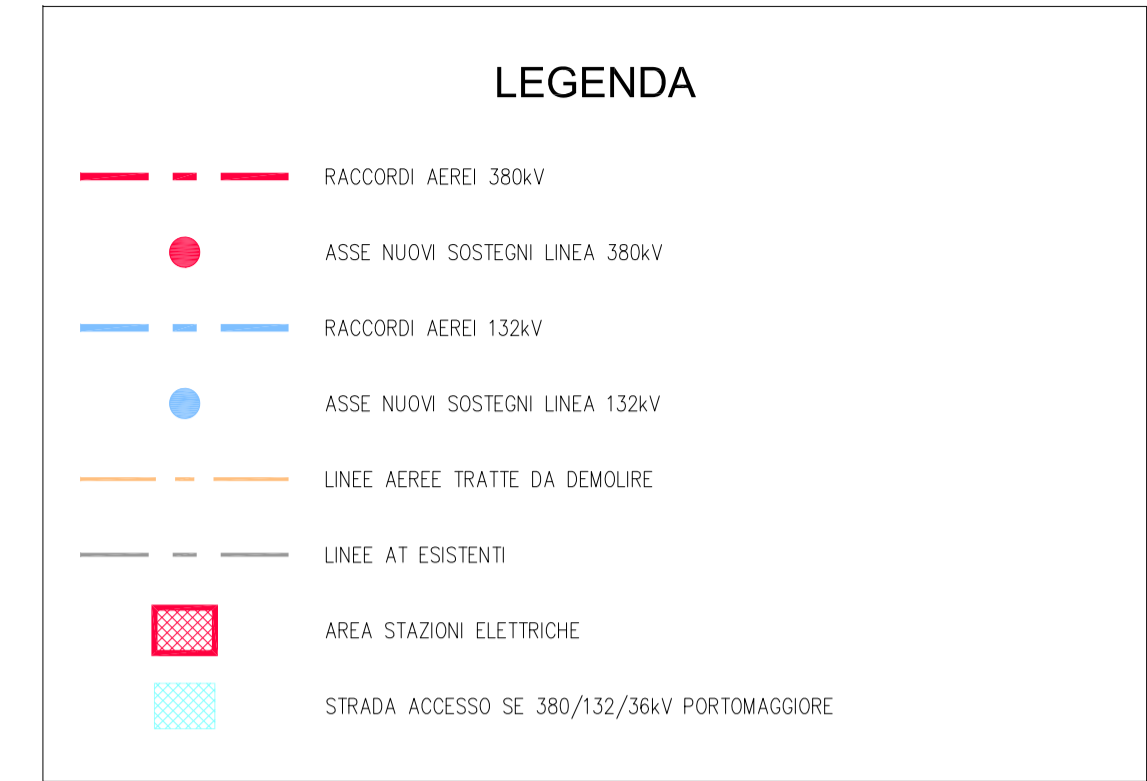 LEGENDA
RACCORDI AEREI 380kV
ASSE NUOVI SOSTEGNI LINEA 380kV
RACCORDI AEREI 132kV
ASSE NUOVI SOSTEGNI LINEA 132kV
LINEE AEREE TRATTE DA DEMOLIRE
LINEE AT ESISTENTI
AREA STAZIONI ELETTRICHE
STRADA ACCESSO SE 380/132/36kV PORTOMAGGIORE